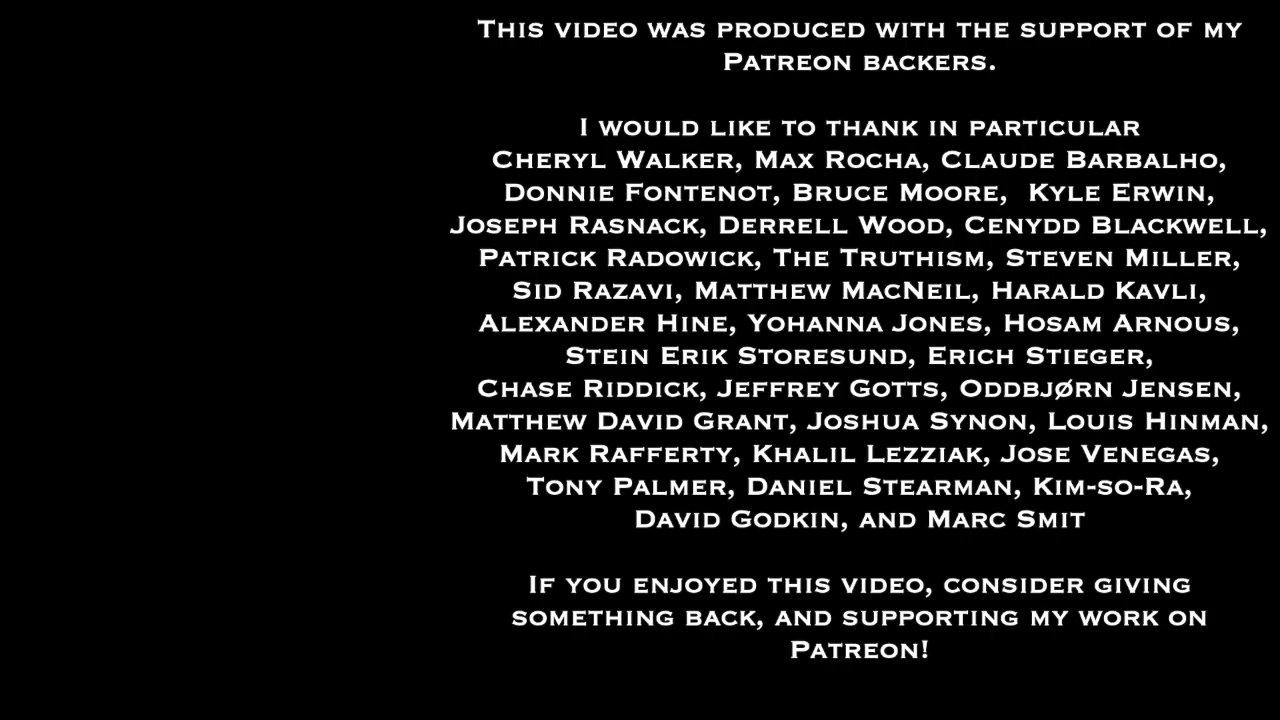 This video was produced with the support of my
Patreon backers.
I would like to thank in particular
Cheryl Walker, Max Rocha, Claude Barbalho,
Donnie Fontenot, Bruce Moore,  Kyle Erwin,
Joseph Rasnack, Derrell Wood, Cenydd Blackwell,
Patrick Radowick, The Truthism, Steven Miller,
Sid Razavi, Matthew MacNeil, Harald Kavli,
Alexander Hine, Yohanna Jones, Hosam Arnous,
Stein Erik Storesund, Erich Stieger,
Chase Riddick, Jeffrey Gotts, Oddbjørn Jensen,
Matthew David Grant, Joshua Synon, Louis Hinman,
Mark Rafferty, Khalil Lezziak, Jose Venegas,
Tony Palmer, Daniel Stearman, Kim-so-Ra,
David Godkin, and Marc Smit
If you enjoyed this video, consider giving
something back, and supporting my work on
Patreon!